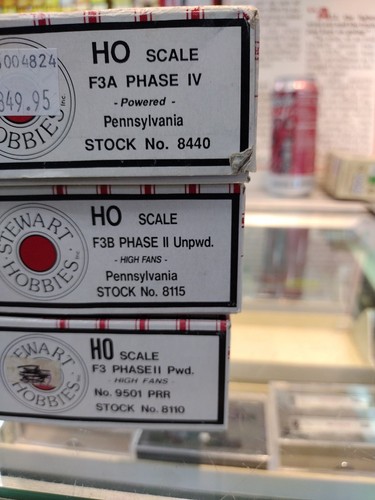 004824
349.95
HOBBIES Inc
HO SCALE
F3A PHASE IV
- Powered -
Pennsylvania
STOCK No. 8440
STEWART HOBBIES Inc
HO SCALE
F3B PHASE II Unpwd.
- HIGH FANS -
Pennsylvania
STOCK No. 8115
EWART HOBBIES
HO SCALE
F3 PHASE II Pwd.
- HIGH FANS -
No. 9501 PRR
STOCK No. 8110